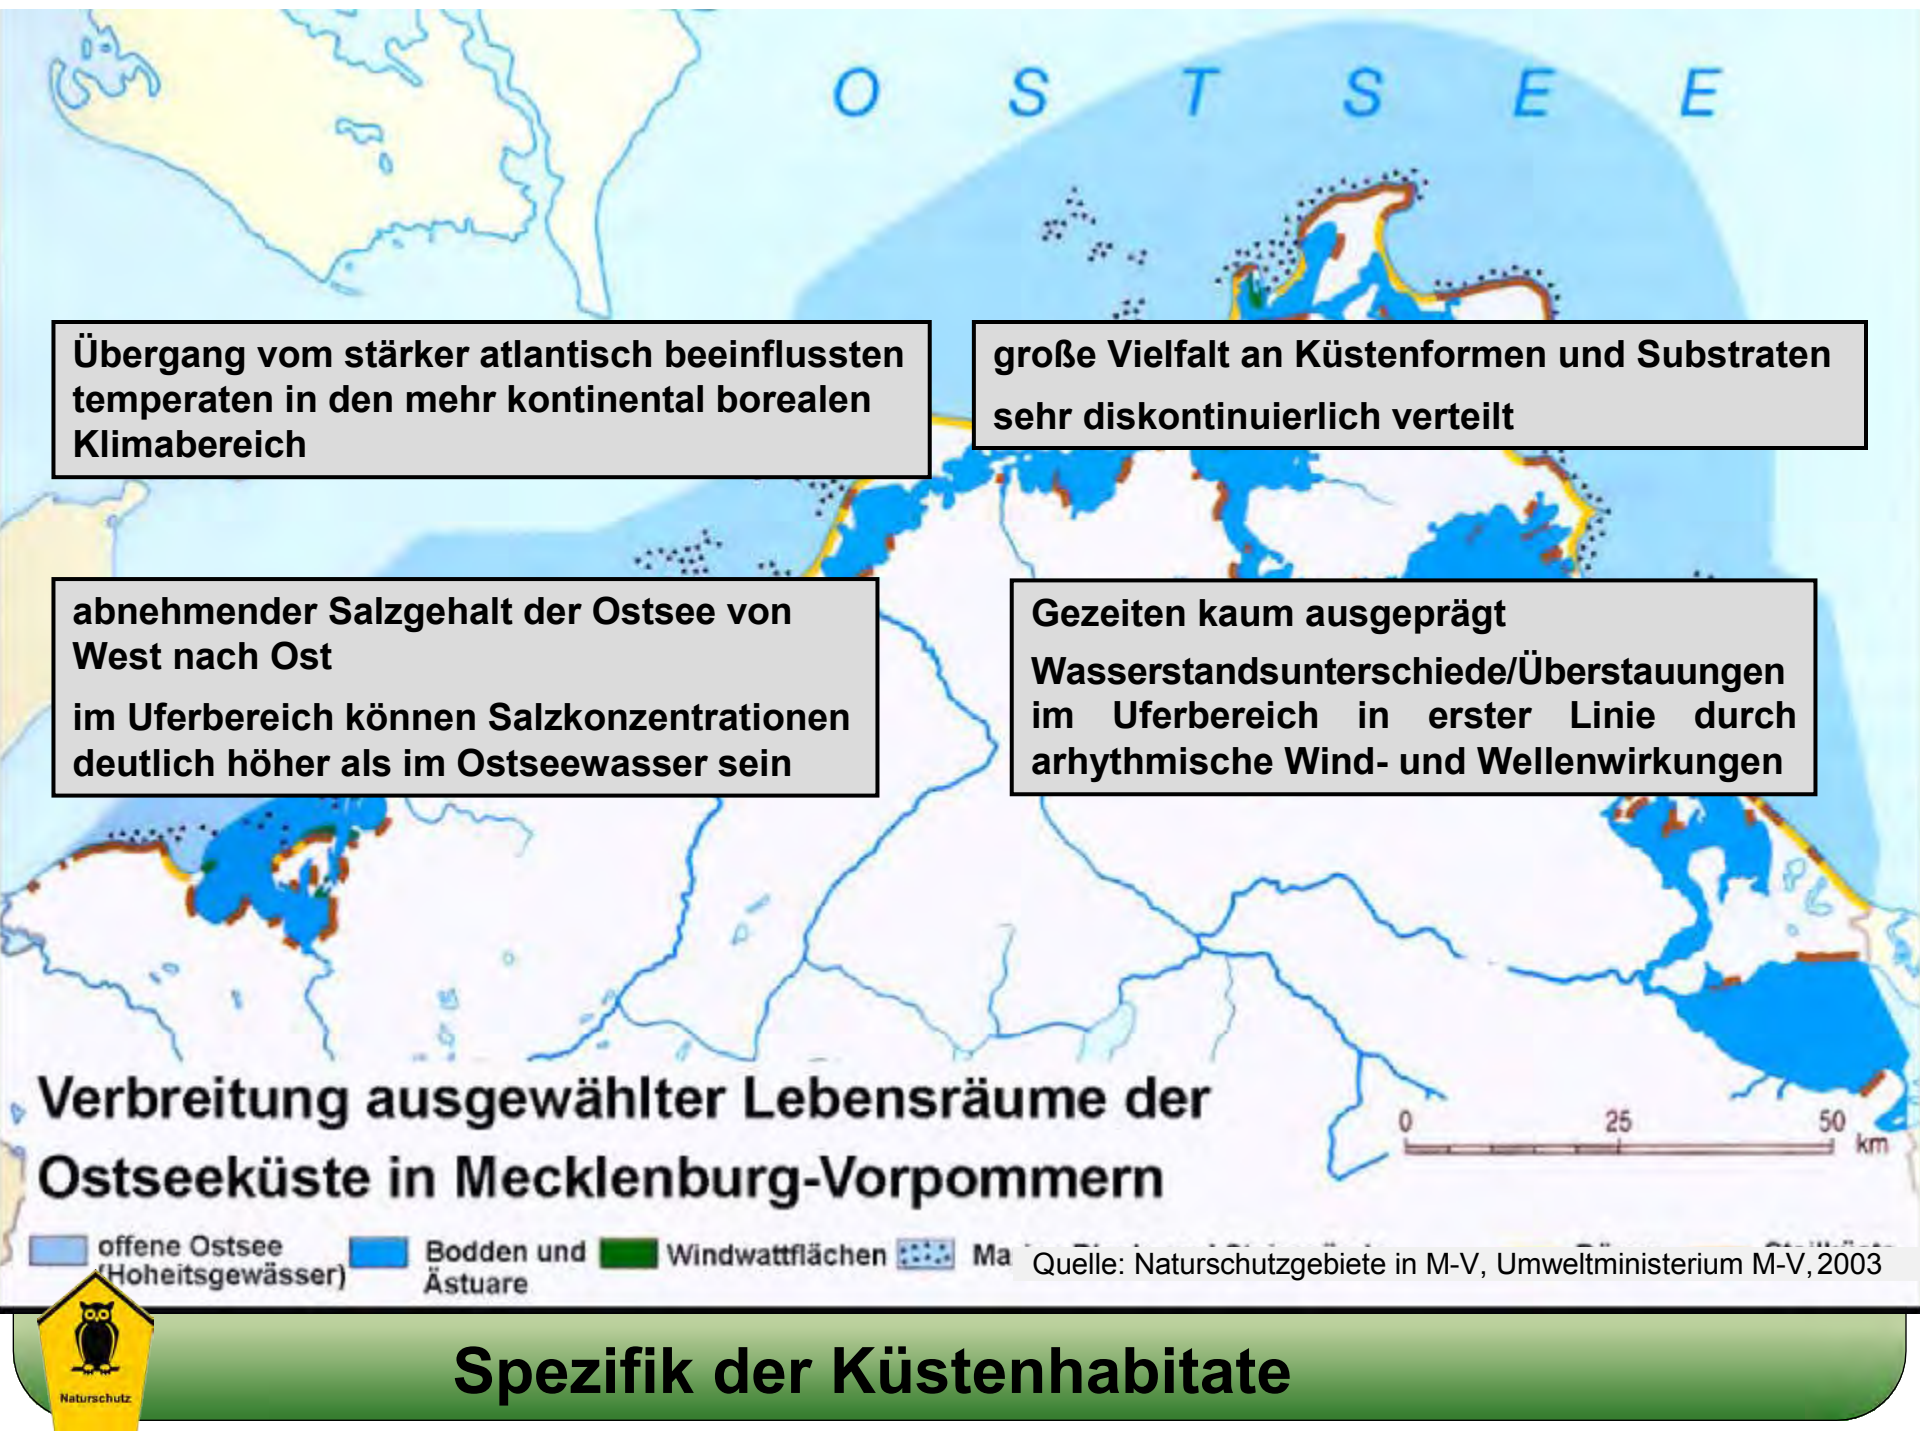 O S T S E E
Übergang vom stärker atlantisch beeinflussten
temperaten in den mehr kontinental borealen
Klimabereich
große Vielfalt an Küstenformen und Substraten
sehr diskontinuierlich verteilt
abnehmender Salzgehalt der Ostsee von
West nach Ost
im Uferbereich können Salzkonzentrationen
deutlich höher als im Ostseewasser sein
Gezeiten kaum ausgeprägt
Wasserstandsunterschiede/Überstauungen
im Uferbereich in erster Linie durch
arhythmische Wind- und Wellenwirkungen
Verbreitung ausgewählter Lebensräume der
Ostseeküste in Mecklenburg-Vorpommern
0 25 50
km
offene Ostsee
(Hoheitsgewässer)
Bodden und
Ästuare
Windwattflächen
Quelle: Naturschutzgebiete in M-V, Umweltministerium M-V, 2003
Naturschutz
Spezifik der Küstenhabitate